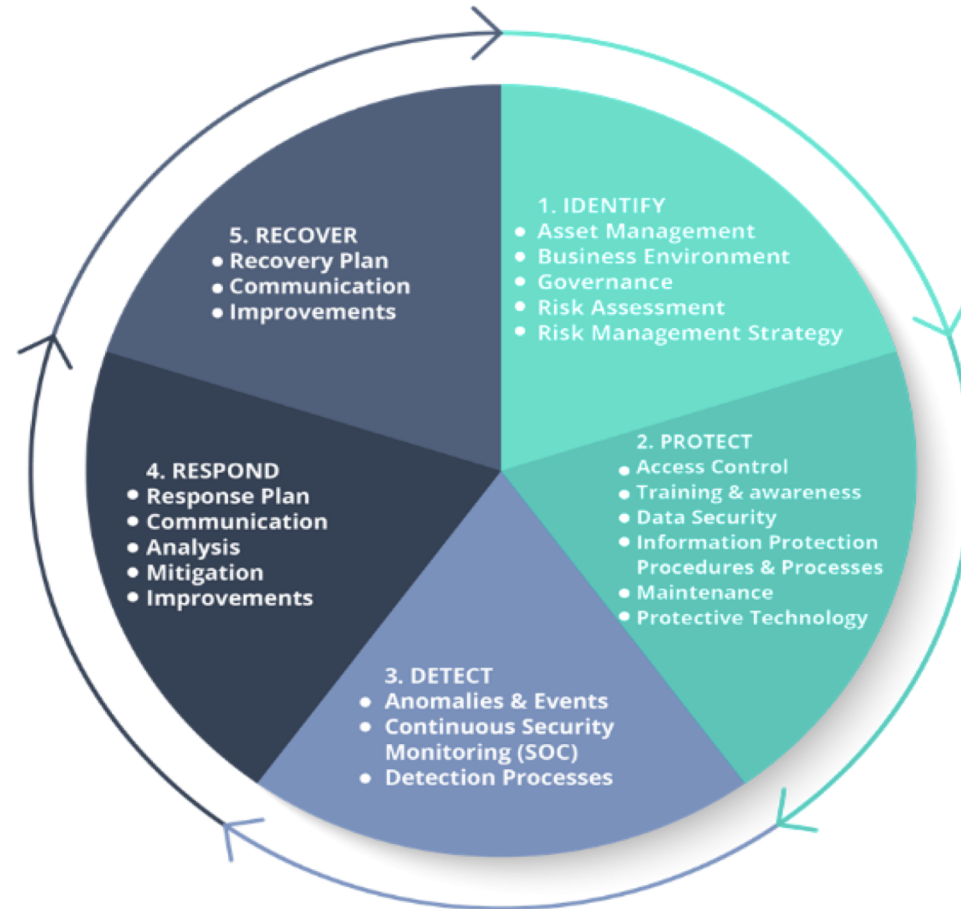 1. IDENTIFY
• Asset Management
• Business Environment
• Governance
• Risk Assessment
• Risk Management Strategy
2. PROTECT
• Access Control
• Training & awareness
• Data Security
• Information Protection
Procedures & Processes
• Maintenance
• Protective Technology
3. DETECT
• Anomalies & Events
• Continuous Security
Monitoring (SOC)
• Detection Processes
4. RESPOND
• Response Plan
• Communication
• Analysis
• Mitigation
• Improvements
5. RECOVER
• Recovery Plan
• Communication
• Improvements